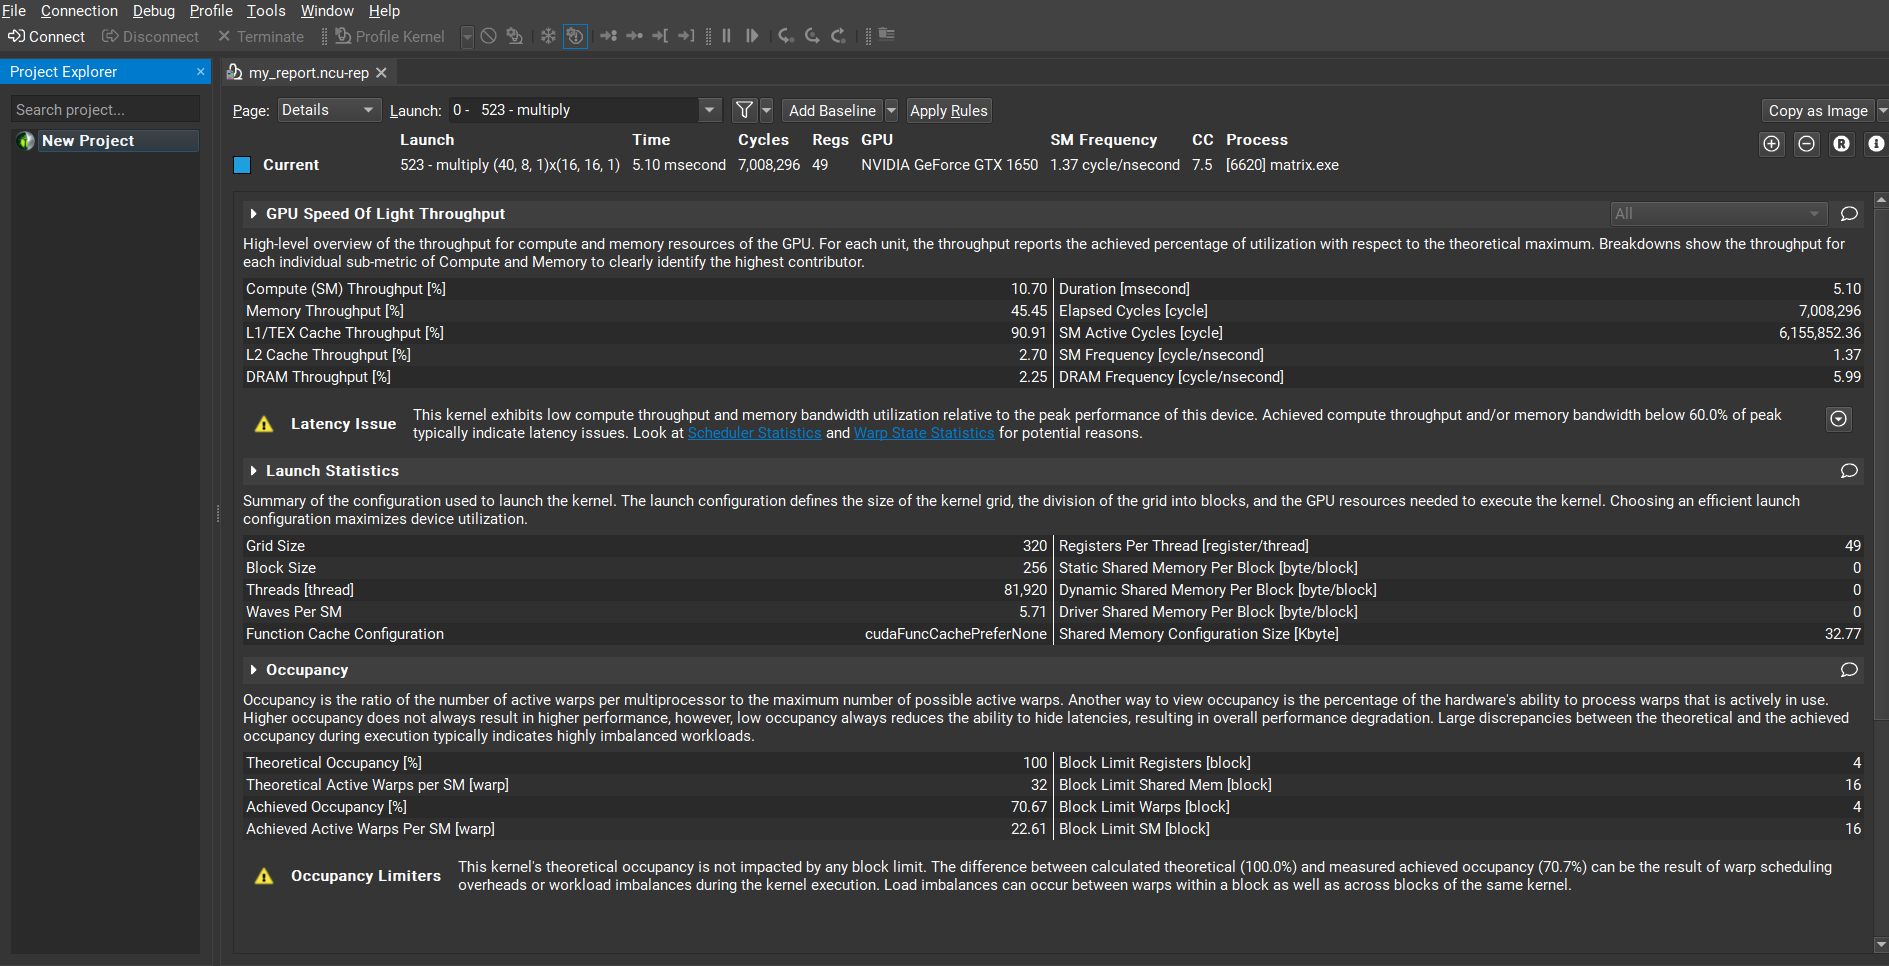 File Connection Debug Profile Tools Window Help
Connect Disconnect Terminate Profile Kernel
Project Explorer
my_report.ncu-rep
Search project...
New Project
Page: Details Launch: 0 - 523 - multiply Add Baseline Apply Rules Copy as Image
Launch Time Cycles Regs GPU SM Frequency CC Process
Current 523 - multiply (40, 8, 1)x(16, 16, 1) 5.10 msecond 7,008,296 49 NVIDIA GeForce GTX 1650 1.37 cycle/nsecond 7.5 [6620] matrix.exe
GPU Speed Of Light Throughput All
High-level overview of the throughput for compute and memory resources of the GPU. For each unit, the throughput reports the achieved percentage of utilization with respect to the theoretical maximum. Breakdowns show the throughput for
each individual sub-metric of Compute and Memory to clearly identify the highest contributor.
Compute (SM) Throughput [%] 10.70 Duration [msecond] 5.10
Memory Throughput [%] 45.45 Elapsed Cycles [cycle] 7,008,296
L1/TEX Cache Throughput [%] 90.91 SM Active Cycles [cycle] 6,155,852.36
L2 Cache Throughput [%] 2.70 SM Frequency [cycle/nsecond] 1.37
DRAM Throughput [%] 2.25 DRAM Frequency [cycle/nsecond] 5.99
Latency Issue
This kernel exhibits low compute throughput and memory bandwidth utilization relative to the peak performance of this device. Achieved compute throughput and/or memory bandwidth below 60.0% of peak
typically indicate latency issues. Look at Scheduler Statistics and Warp State Statistics for potential reasons.
Launch Statistics
Summary of the configuration used to launch the kernel. The launch configuration defines the size of the kernel grid, the division of the grid into blocks, and the GPU resources needed to execute the kernel. Choosing an efficient launch
configuration maximizes device utilization.
Grid Size 320 Registers Per Thread [register/thread] 49
Block Size 256 Static Shared Memory Per Block [byte/block] 0
Threads [thread] 81,920 Dynamic Shared Memory Per Block [byte/block] 0
Waves Per SM 5.71 Driver Shared Memory Per Block [byte/block] 0
Function Cache Configuration cudaFuncCachePreferNone Shared Memory Configuration Size [Kbyte] 32.77
Occupancy
Occupancy is the ratio of the number of active warps per multiprocessor to the maximum number of possible active warps. Another way to view occupancy is the percentage of the hardware's ability to process warps that is actively in use.
Higher occupancy does not always result in higher performance, however, low occupancy always reduces the ability to hide latencies, resulting in overall performance degradation. Large discrepancies between the theoretical and the achieved
occupancy during execution typically indicates highly imbalanced workloads.
Theoretical Occupancy [%] 100 Block Limit Registers [block] 4
Theoretical Active Warps per SM [warp] 32 Block Limit Shared Mem [block] 16
Achieved Occupancy [%] 70.67 Block Limit Warps [block] 4
Achieved Active Warps Per SM [warp] 22.61 Block Limit SM [block] 16
Occupancy Limiters
This kernel's theoretical occupancy is not impacted by any block limit. The difference between calculated theoretical (100.0%) and measured achieved occupancy (70.7%) can be the result of warp scheduling
overheads or workload imbalances during the kernel execution. Load imbalances can occur between warps within a block as well as across blocks of the same kernel.